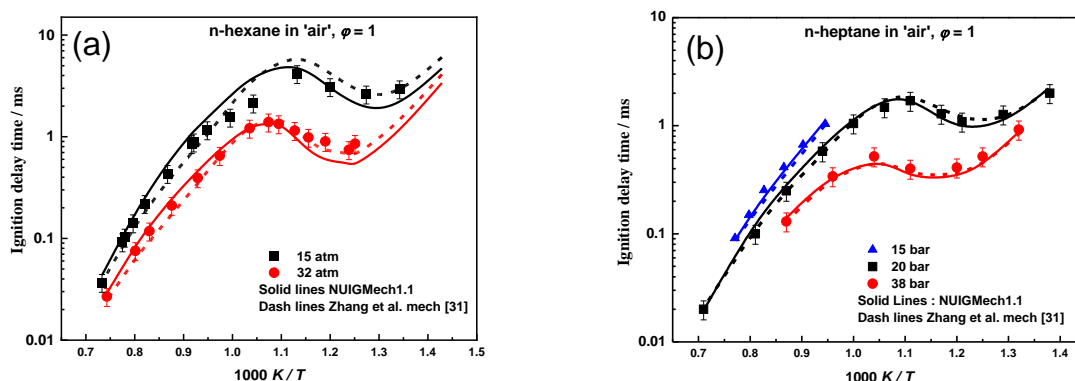 (a)
n-hexane in 'air', φ = 1
Ignition delay time / ms
10
1
0.1
0.01
15 atm
32 atm
Solid lines NUIGMech1.1
Dash lines Zhang et al. mech [31]
0.7 0.8 0.9 1.0 1.1 1.2 1.3 1.4 1.5
1000 K / T
(b)
n-heptane in 'air', φ = 1
Ignition delay time / ms
10
1
0.1
0.01
15 bar
20 bar
38 bar
Solid Lines : NUIGMech1.1
Dash lines Zhang et al. mech [31]
0.7 0.8 0.9 1.0 1.1 1.2 1.3 1.4
1000 K / T